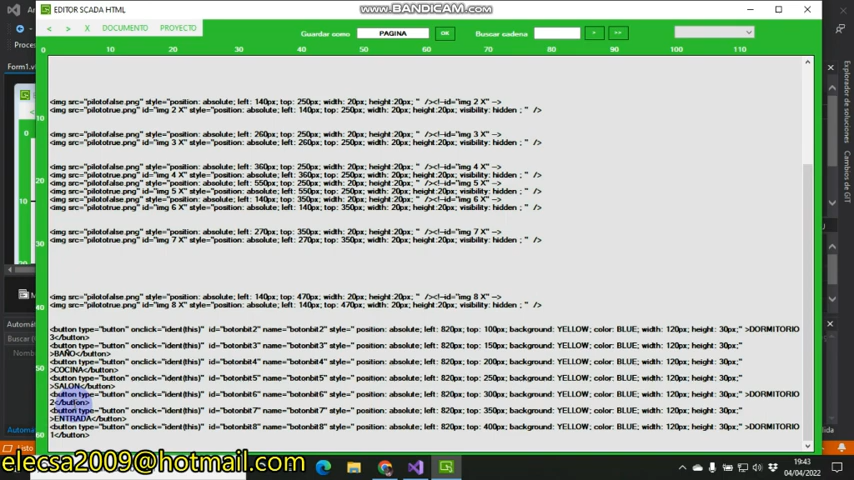 www.BANDICAM.com
EDITOR SCADA HTML
< > X DOCUMENTO PROYECTO Guardar como PAGINA OK Buscar cadena > >>
0 10 20 30 40 50 60 70 80 90 100 110
Proces
Form1.v
Explorador de soluciones
Cambios de GIT
<img src="pilotofalse.png" style="position: absolute; left: 140px; top: 250px; width: 20px; height:20px; " /><!-id="img 2 X" -->
10
<img src="pilototrue.png" id="img 2 X" style="position: absolute; left: 140px; top: 250px; width: 20px; height:20px; visibility: hidden ; " />
<img src="pilotofalse.png" style="position: absolute; left: 260px; top: 250px; width: 20px; height:20px; " /><!-id="img 3 X" -->
<img src="pilototrue.png" id="img 3 X" style="position: absolute; left: 260px; top: 250px; width: 20px; height:20px; visibility: hidden ; " />
<img src="pilotofalse.png" style="position: absolute; left: 360px; top: 250px; width: 20px; height:20px; " /><!-id="img 4 X" -->
<img src="pilototrue.png" id="img 4 X" style="position: absolute; left: 360px; top: 250px; width: 20px; height:20px; visibility: hidden ; " />
20
<img src="pilotofalse.png" style="position: absolute; left: 550px; top: 250px; width: 20px; height:20px; " /><!-id="img 5 X" -->
<img src="pilototrue.png" id="img 5 X" style="position: absolute; left: 550px; top: 250px; width: 20px; height:20px; visibility: hidden ; " />
<img src="pilotofalse.png" style="position: absolute; left: 140px; top: 350px; width: 20px; height:20px; " /><!-id="img 6 X" -->
<img src="pilototrue.png" id="img 6 X" style="position: absolute; left: 140px; top: 350px; width: 20px; height:20px; visibility: hidden ; " />
<img src="pilotofalse.png" style="position: absolute; left: 270px; top: 350px; width: 20px; height:20px; " /><!-id="img 7 X" -->
<img src="pilototrue.png" id="img 7 X" style="position: absolute; left: 270px; top: 350px; width: 20px; height:20px; visibility: hidden ; " />
30
<img src="pilotofalse.png" style="position: absolute; left: 140px; top: 470px; width: 20px; height:20px; " /><!-id="img 8 X" -->
<img src="pilototrue.png" id="img 8 X" style="position: absolute; left: 140px; top: 470px; width: 20px; height:20px; visibility: hidden ; " />
40
<button type="button" onclick="ident(this)" id="botonbit2" name="botonbit2" style=" position: absolute; left: 820px; top: 100px; background: YELLOW; color: BLUE, width: 120px; height: 30px;" >DORMITORIO
3</button>
<button type="button" onclick="ident(this)" id="botonbit3" name="botonbit3" style=" position: absolute; left: 820px; top: 150px; background: YELLOW; color: BLUE, width: 120px; height: 30px;"
>BAÑO</button>
<button type="button" onclick="ident(this)" id="botonbit4" name="botonbit4" style=" position: absolute; left: 820px; top: 200px; background: YELLOW; color: BLUE, width: 120px; height: 30px;"
50
>COCINA</button>
<button type="button" onclick="ident(this)" id="botonbit5" name="botonbit5" style=" position: absolute; left: 820px; top: 250px; background: YELLOW; color: BLUE, width: 120px; height: 30px;"
>SALON</button>
<button type="button" onclick="ident(this)" id="botonbit6" name="botonbit6" style=" position: absolute; left: 820px; top: 300px; background: YELLOW; color: BLUE, width: 120px; height: 30px;" >DORMITORIO
2</button>
<button type="button" onclick="ident(this)" id="botonbit7" name="botonbit7" style=" position: absolute; left: 820px; top: 350px; background: YELLOW; color: BLUE, width: 120px; height: 30px;"
>ENTRADA</button>
<button type="button" onclick="ident(this)" id="botonbit8" name="botonbit8" style=" position: absolute; left: 820px; top: 400px; background: YELLOW; color: BLUE, width: 120px; height: 30px;" >DORMITORIO
60
1</button>
Automát
Buscar (
Listo
elecsa2009@hotmail.com
19:43
04/04/2022